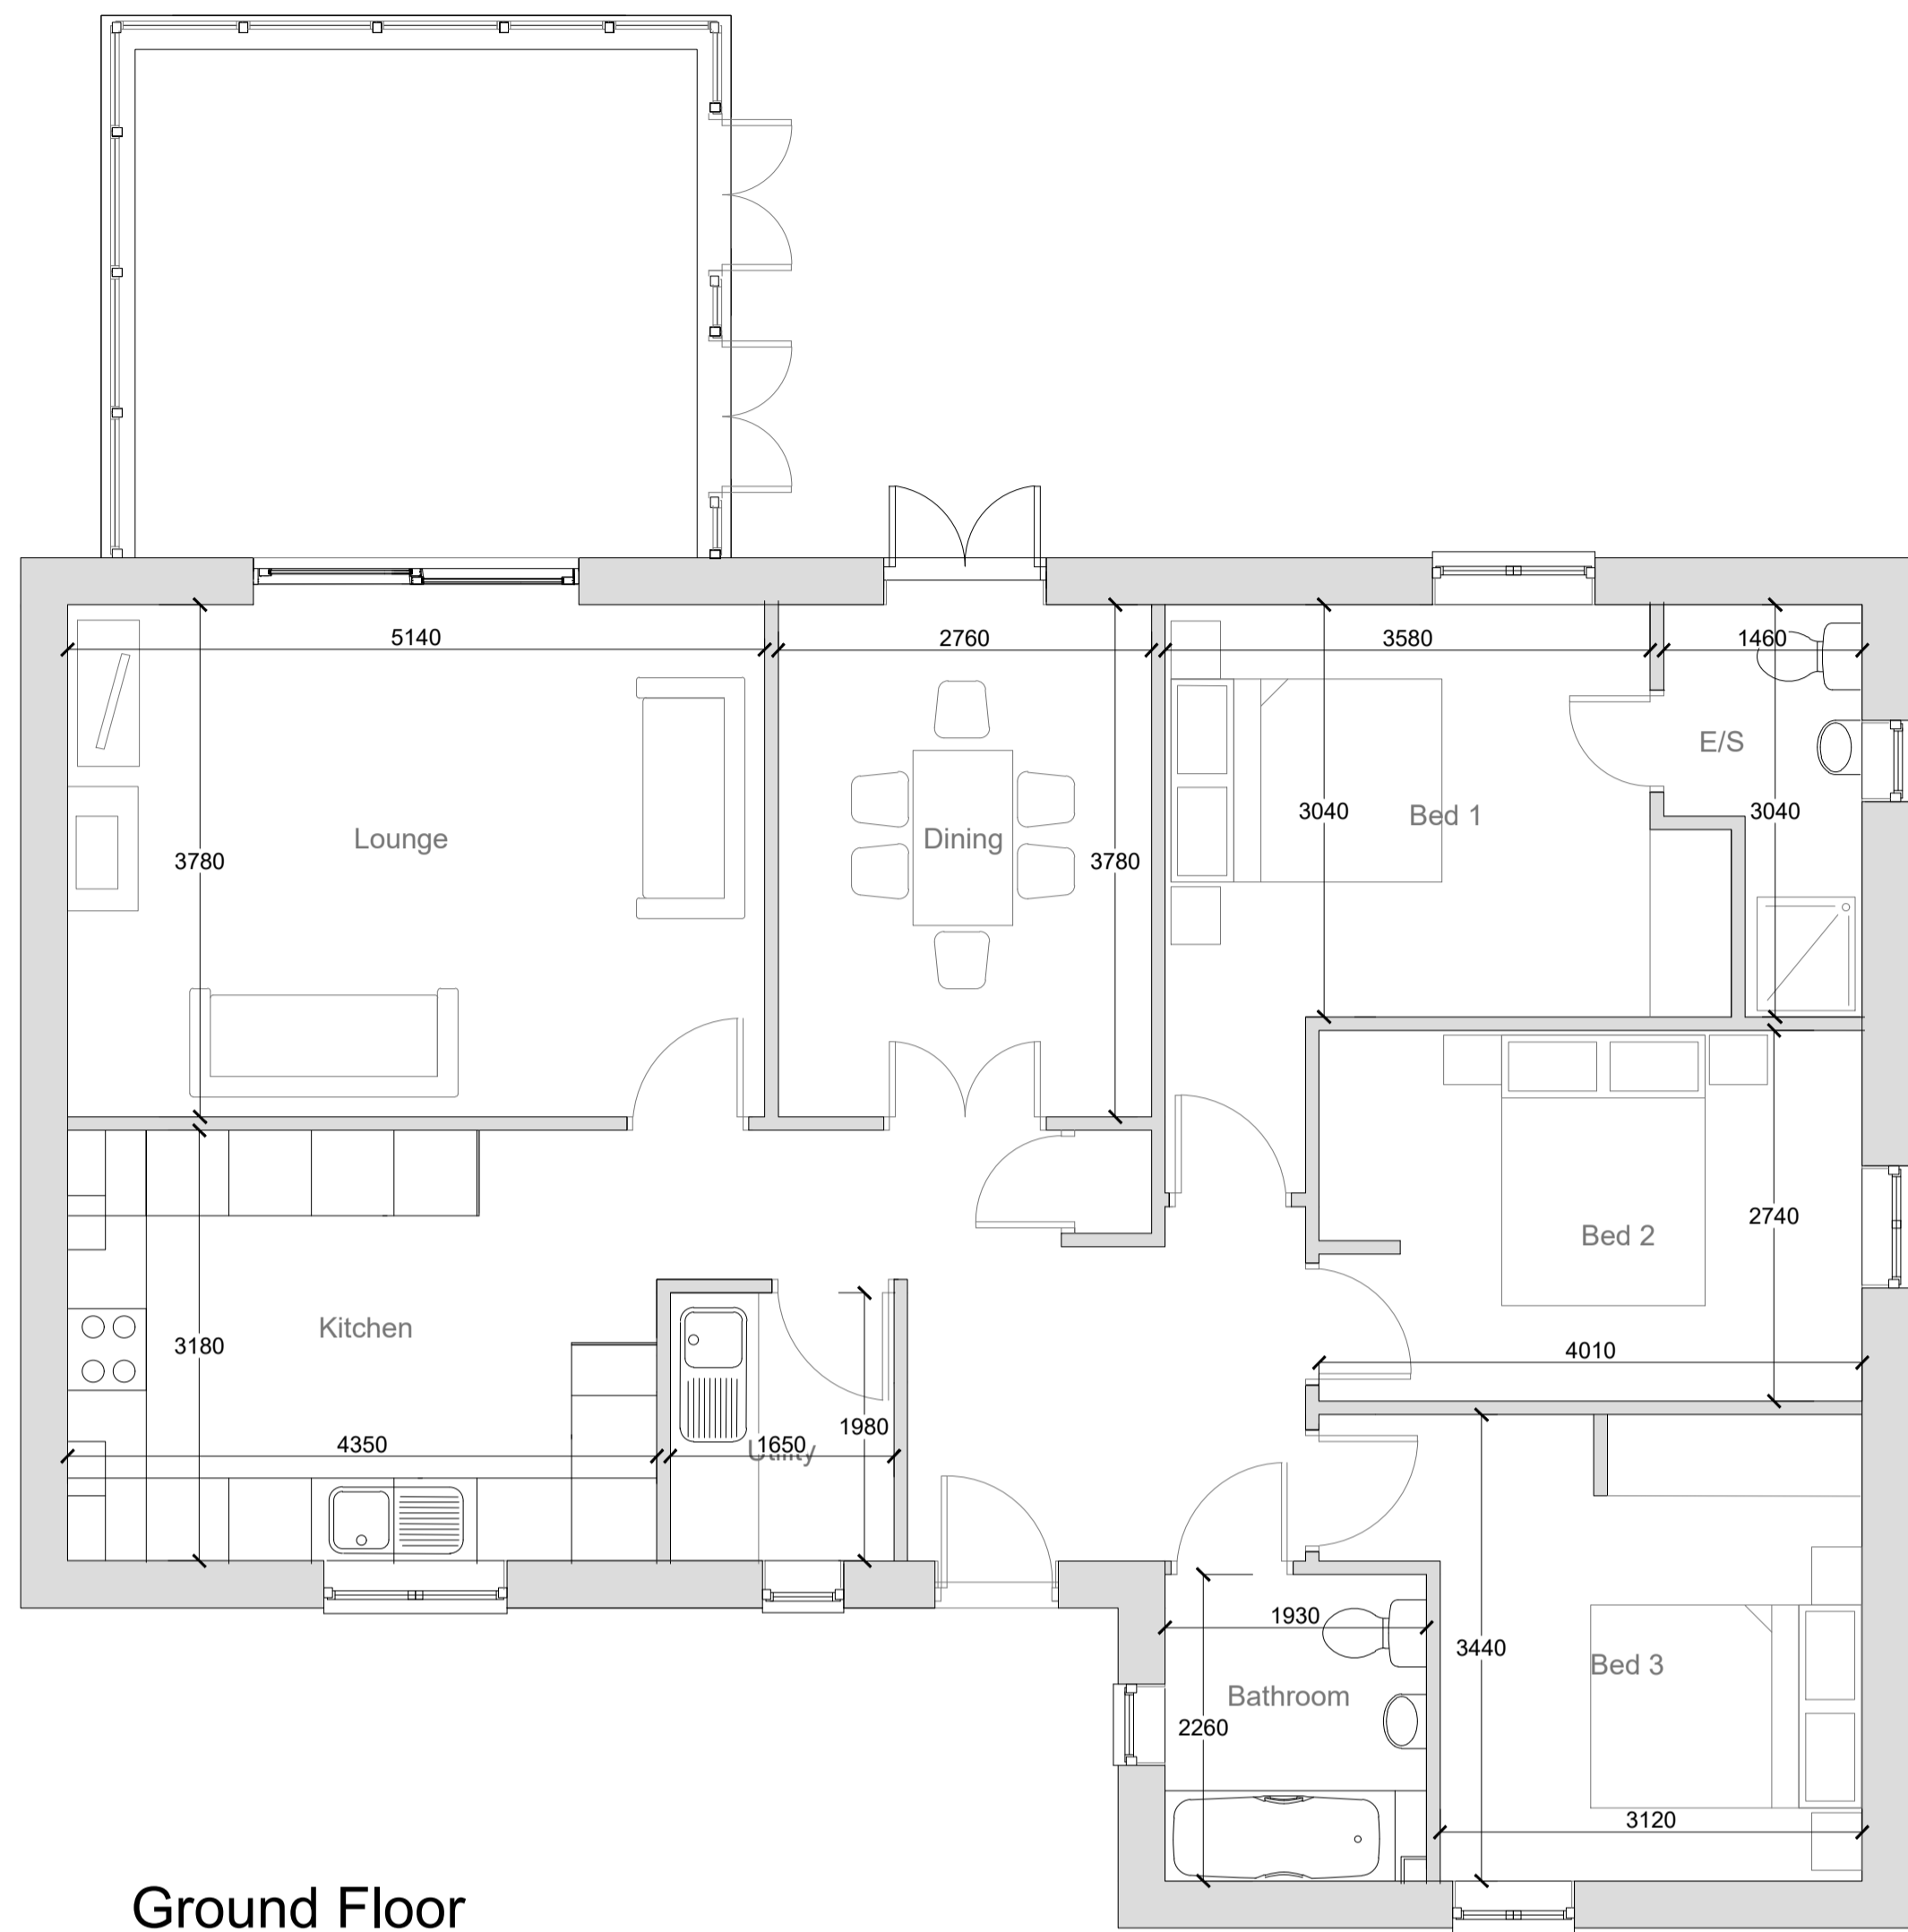 5140
2760
3580
1460
E/S
3040
Bed 1
3040
Lounge
Dining
3780
3780
2740
Bed 2
Kitchen
3180
4010
1980
4350
1650
Utility
1930
3440
Bed 3
Bathroom
2260
3120
Ground Floor